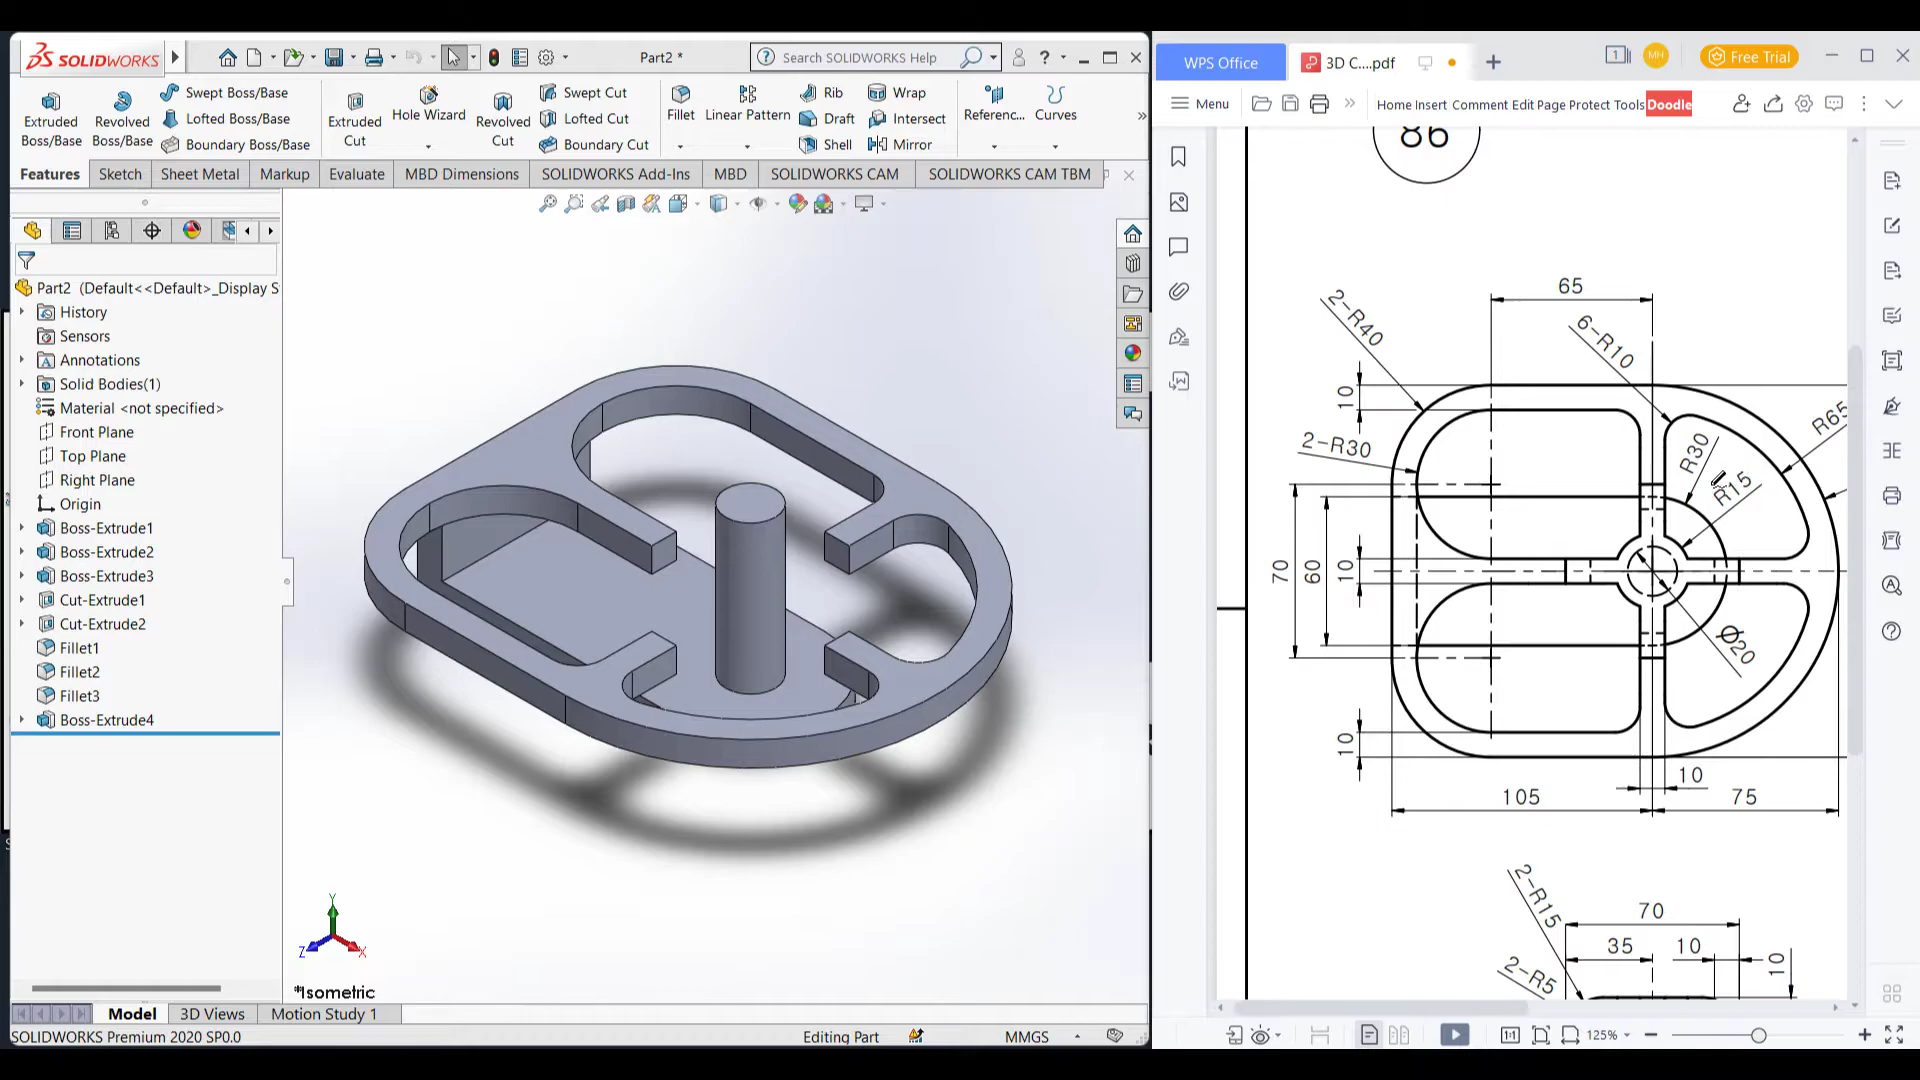 SOLIDWORKS
Part2 *
Search SOLIDWORKS Help
?
Extruded Boss/Base
Revolved Boss/Base
Swept Boss/Base
Lofted Boss/Base
Boundary Boss/Base
Extruded Cut
Hole Wizard
Revolved Cut
Swept Cut
Lofted Cut
Boundary Cut
Fillet
Linear Pattern
Rib
Draft
Shell
Wrap
Intersect
Mirror
Referenc...
Curves
Features
Sketch
Sheet Metal
Markup
Evaluate
MBD Dimensions
SOLIDWORKS Add-Ins
MBD
SOLIDWORKS CAM
SOLIDWORKS CAM TBM
Part2 (Default<<Default>_Display S
History
Sensors
Annotations
Solid Bodies(1)
Material <not specified>
Front Plane
Top Plane
Right Plane
Origin
Boss-Extrude1
Boss-Extrude2
Boss-Extrude3
Cut-Extrude1
Cut-Extrude2
Fillet1
Fillet2
Fillet3
Boss-Extrude4
Y
Z
X
*Isometric
Model
3D Views
Motion Study 1
SOLIDWORKS Premium 2020 SP0.0
Editing Part
MMGS
WPS Office
3D C....pdf
1
MH
Free Trial
Menu
Home Insert Comment Edit Page Protect Tools Doodle
86
65
2-R40
6-R10
10
R65
2-R30
R30
R15
70
60
10
Ø20
10
10
105
75
2-R15
70
35
10
10
2-R5
1:1
125%